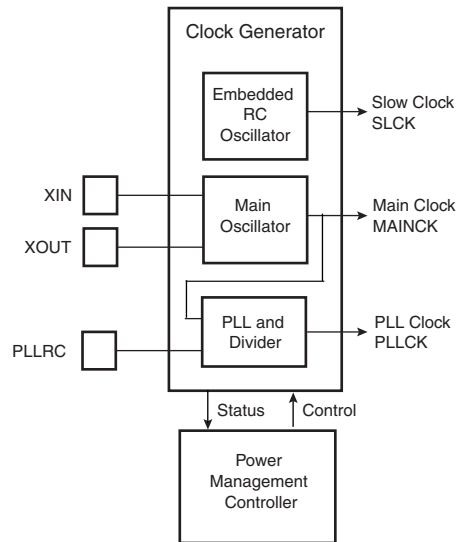 Clock Generator
Embedded
RC
Oscillator
Slow Clock
SLCK
XIN
Main
Oscillator
Main Clock
MAINCK
XOUT
PLL and
Divider
PLL Clock
PLLCK
PLLRC
Status
Control
Power
Management
Controller